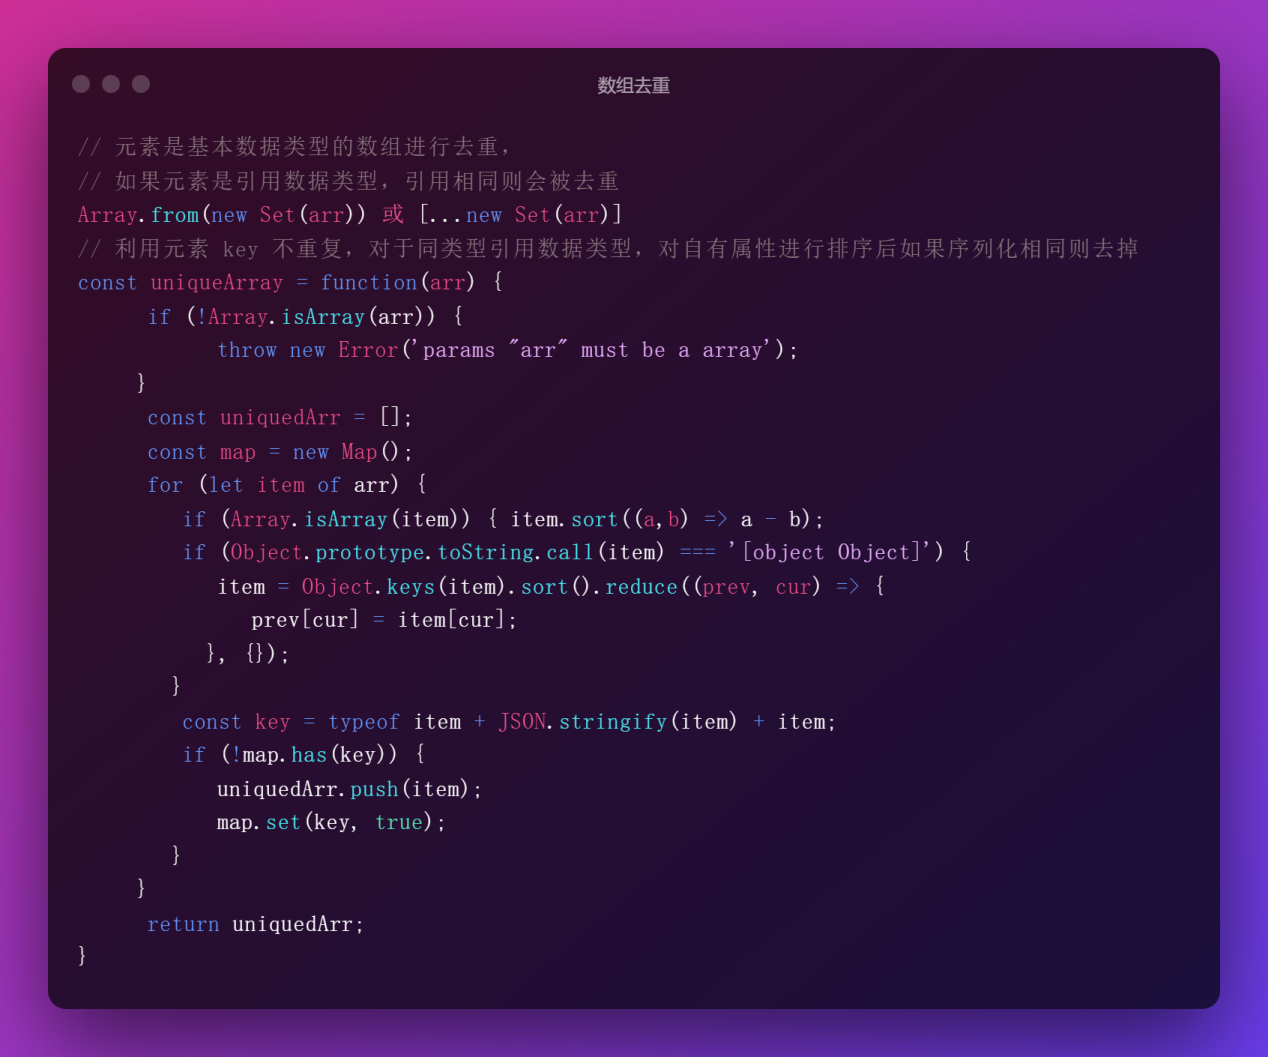 数组去重
// 元素是基本数据类型的数组进行去重，
// 如果元素是引用数据类型，引用相同则会被去重
Array.from(new Set(arr)) 或 [...new Set(arr)]
// 利用元素 key 不重复，对于同类型引用数据类型，对自有属性进行排序后如果序列化相同则去掉
const uniqueArray = function(arr) {
if (!Array.isArray(arr)) {
throw new Error('params "arr" must be a array');
}
const uniquedArr = [];
const map = new Map();
for (let item of arr) {
if (Array.isArray(item)) { item.sort((a,b) => a - b);
if (Object.prototype.toString.call(item) === '[object Object]') {
item = Object.keys(item).sort().reduce((prev, cur) => {
prev[cur] = item[cur];
}, {});
}
const key = typeof item + JSON.stringify(item) + item;
if (!map.has(key)) {
uniquedArr.push(item);
map.set(key, true);
}
}
return uniquedArr;
}